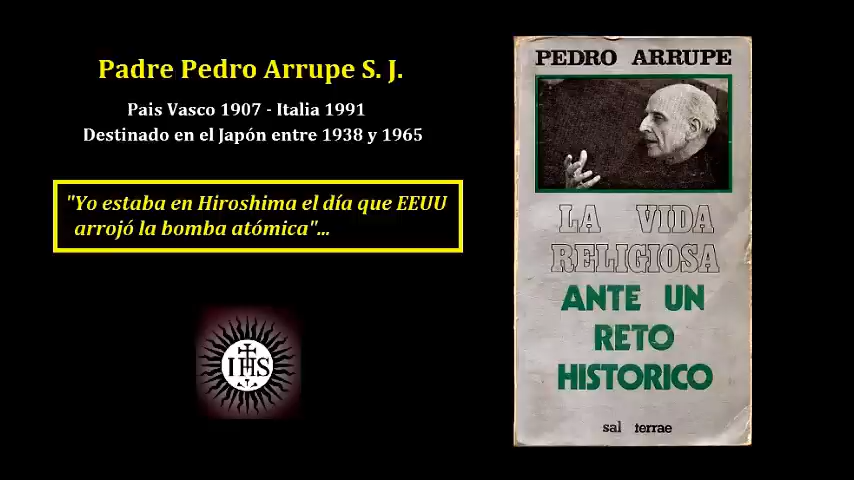 Padre Pedro Arrupe S. J.
Pais Vasco 1907 - Italia 1991
Destinado en el Japón entre 1938 y 1965
"Yo estaba en Hiroshima el día que EEUU
arrojó la bomba atómica"...
IHS
PEDRO ARRUPE
LA VIDA
RELIGIOSA
ANTE UN
RETO
HISTORICO
sal terrae